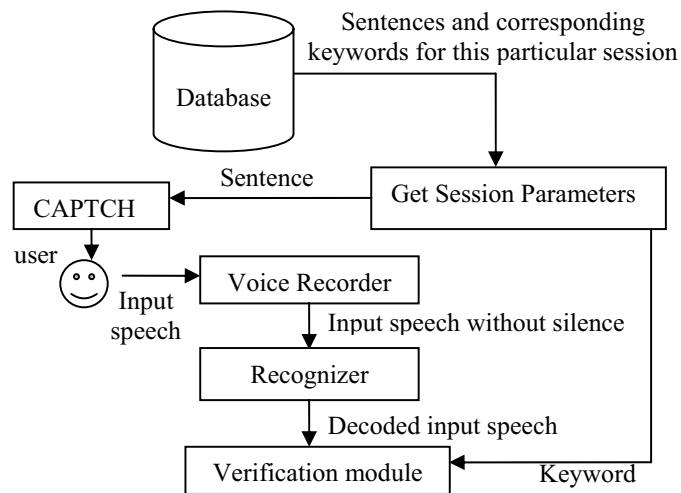 Sentences and corresponding
keywords for this particular session
Database
Sentence
Get Session Parameters
CAPTCH
user
Input
speech
Voice Recorder
Input speech without silence
Recognizer
Decoded input speech
Verification module
Keyword